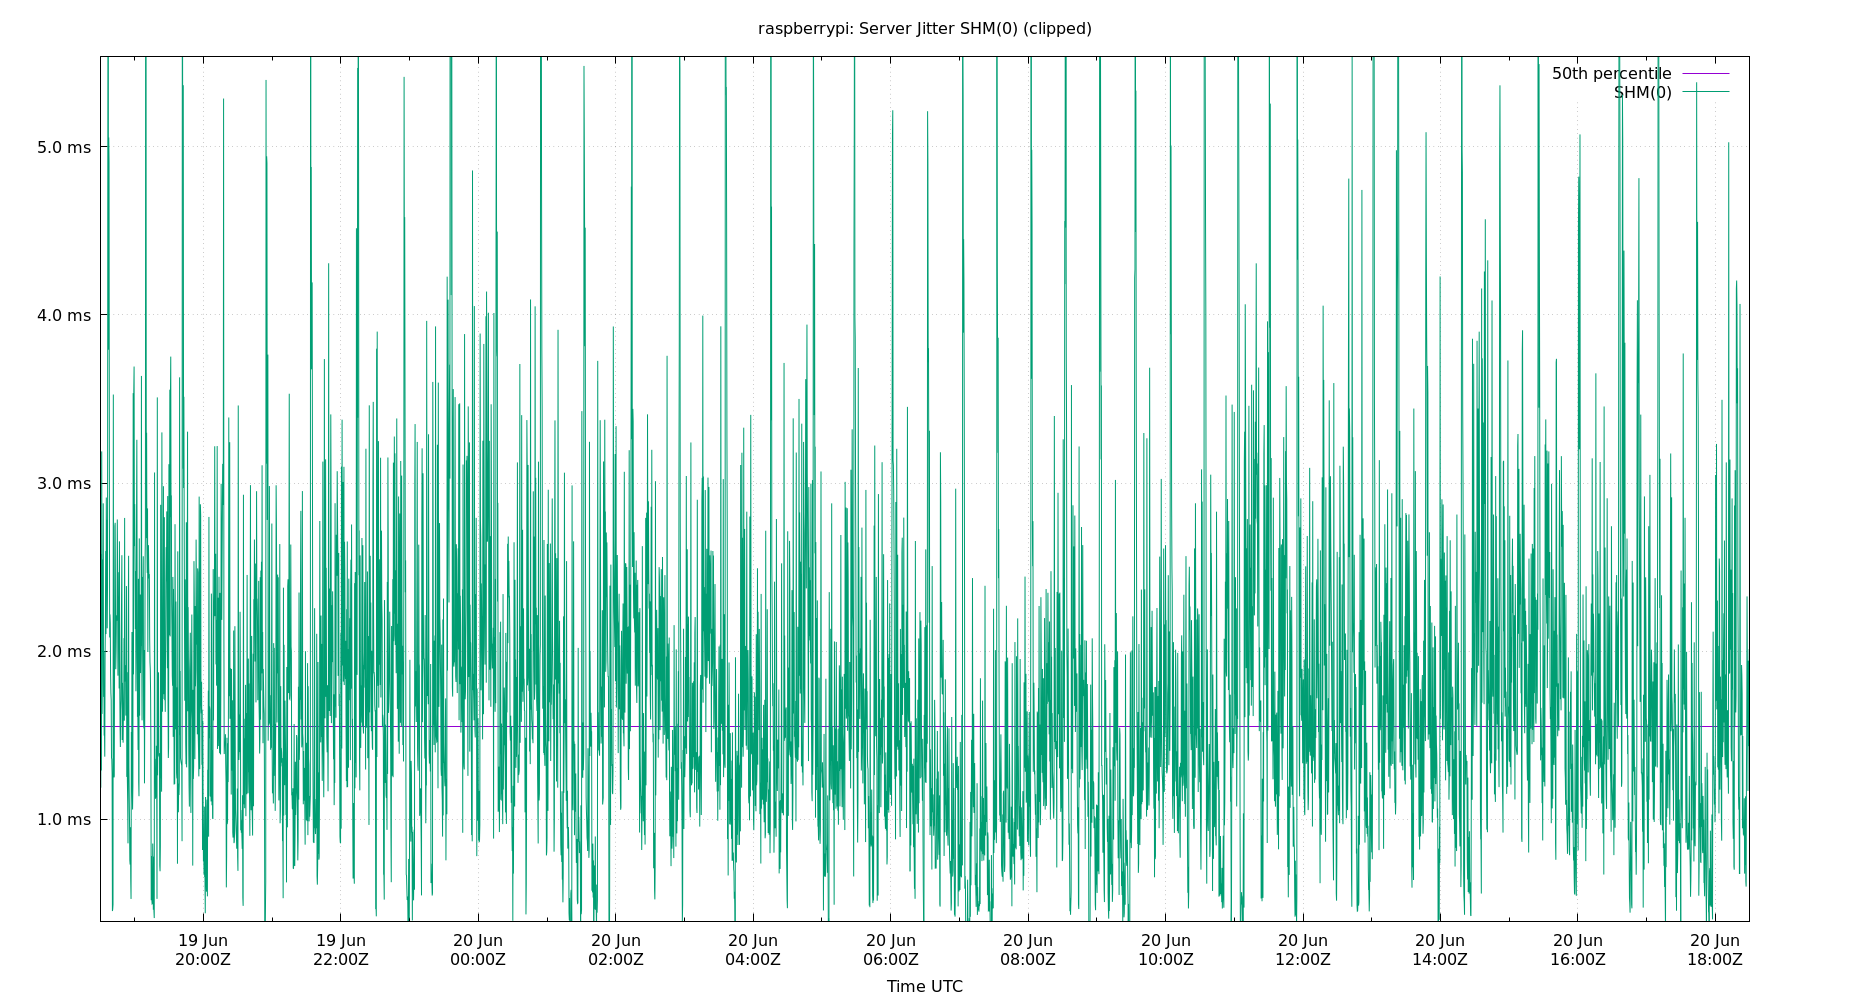 raspberrypi: Server Jitter SHM(0) (clipped)
50th percentile
SHM(0)
5.0 ms
4.0 ms
3.0 ms
2.0 ms
1.0 ms
19 Jun 19 Jun 20 Jun 20 Jun 20 Jun 20 Jun 20 Jun 20 Jun 20 Jun 20 Jun 20 Jun 20 Jun
20:00Z 22:00Z 00:00Z 02:00Z 04:00Z 06:00Z 08:00Z 10:00Z 12:00Z 14:00Z 16:00Z 18:00Z
Time UTC